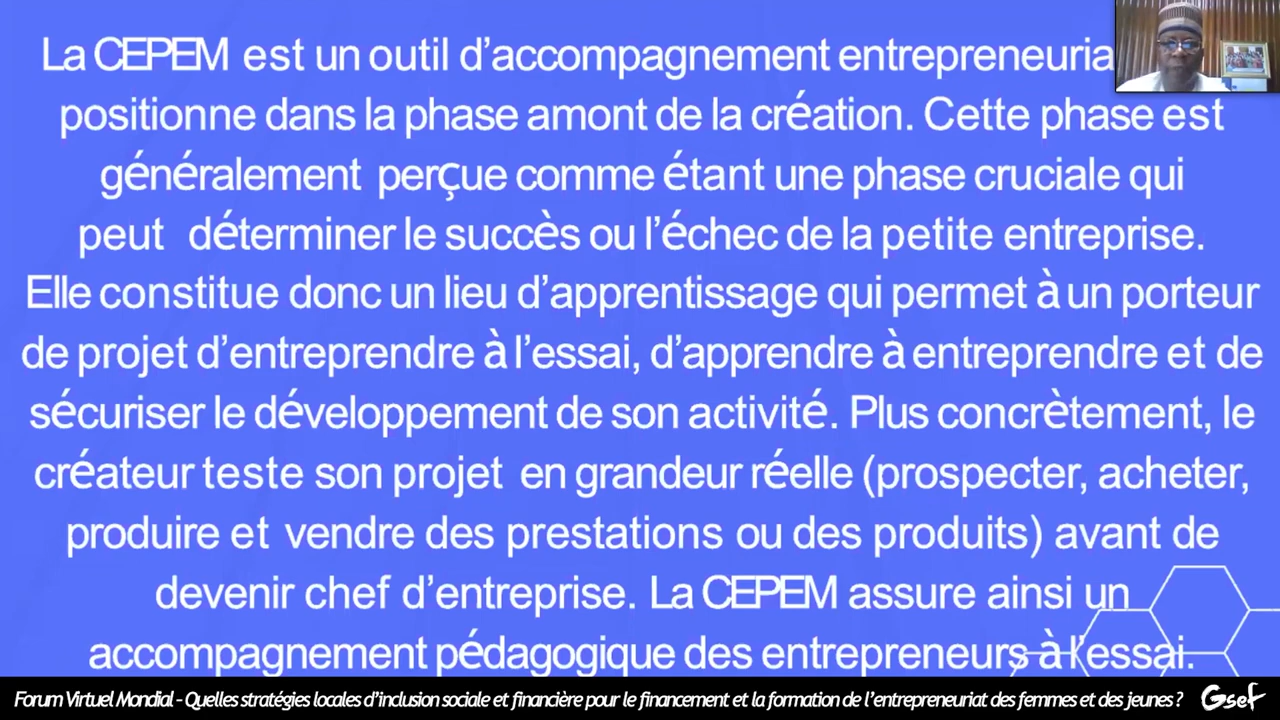 La CEPEM est un outil d’accompagnement entrepreneuria
positionne dans la phase amont de la création. Cette phase est
généralement perçue comme étant une phase cruciale qui
peut déterminer le succès ou l’échec de la petite entreprise.
Elle constitue donc un lieu d’apprentissage qui permet à un porteur
de projet d’entreprendre à l’essai, d’apprendre à entreprendre et de
sécuriser le développement de son activité. Plus concrètement, le
créateur teste son projet en grandeur réelle (prospecter, acheter,
produire et vendre des prestations ou des produits) avant de
devenir chef d’entreprise. La CEPEM assure ainsi un
accompagnement pédagogique des entrepreneurs à l’essai.
Forum Virtuel Mondial - Quelles stratégies locales d’inclusion sociale et financière pour le financement et la formation de l’entrepreneuriat des femmes et des jeunes ? Gsef